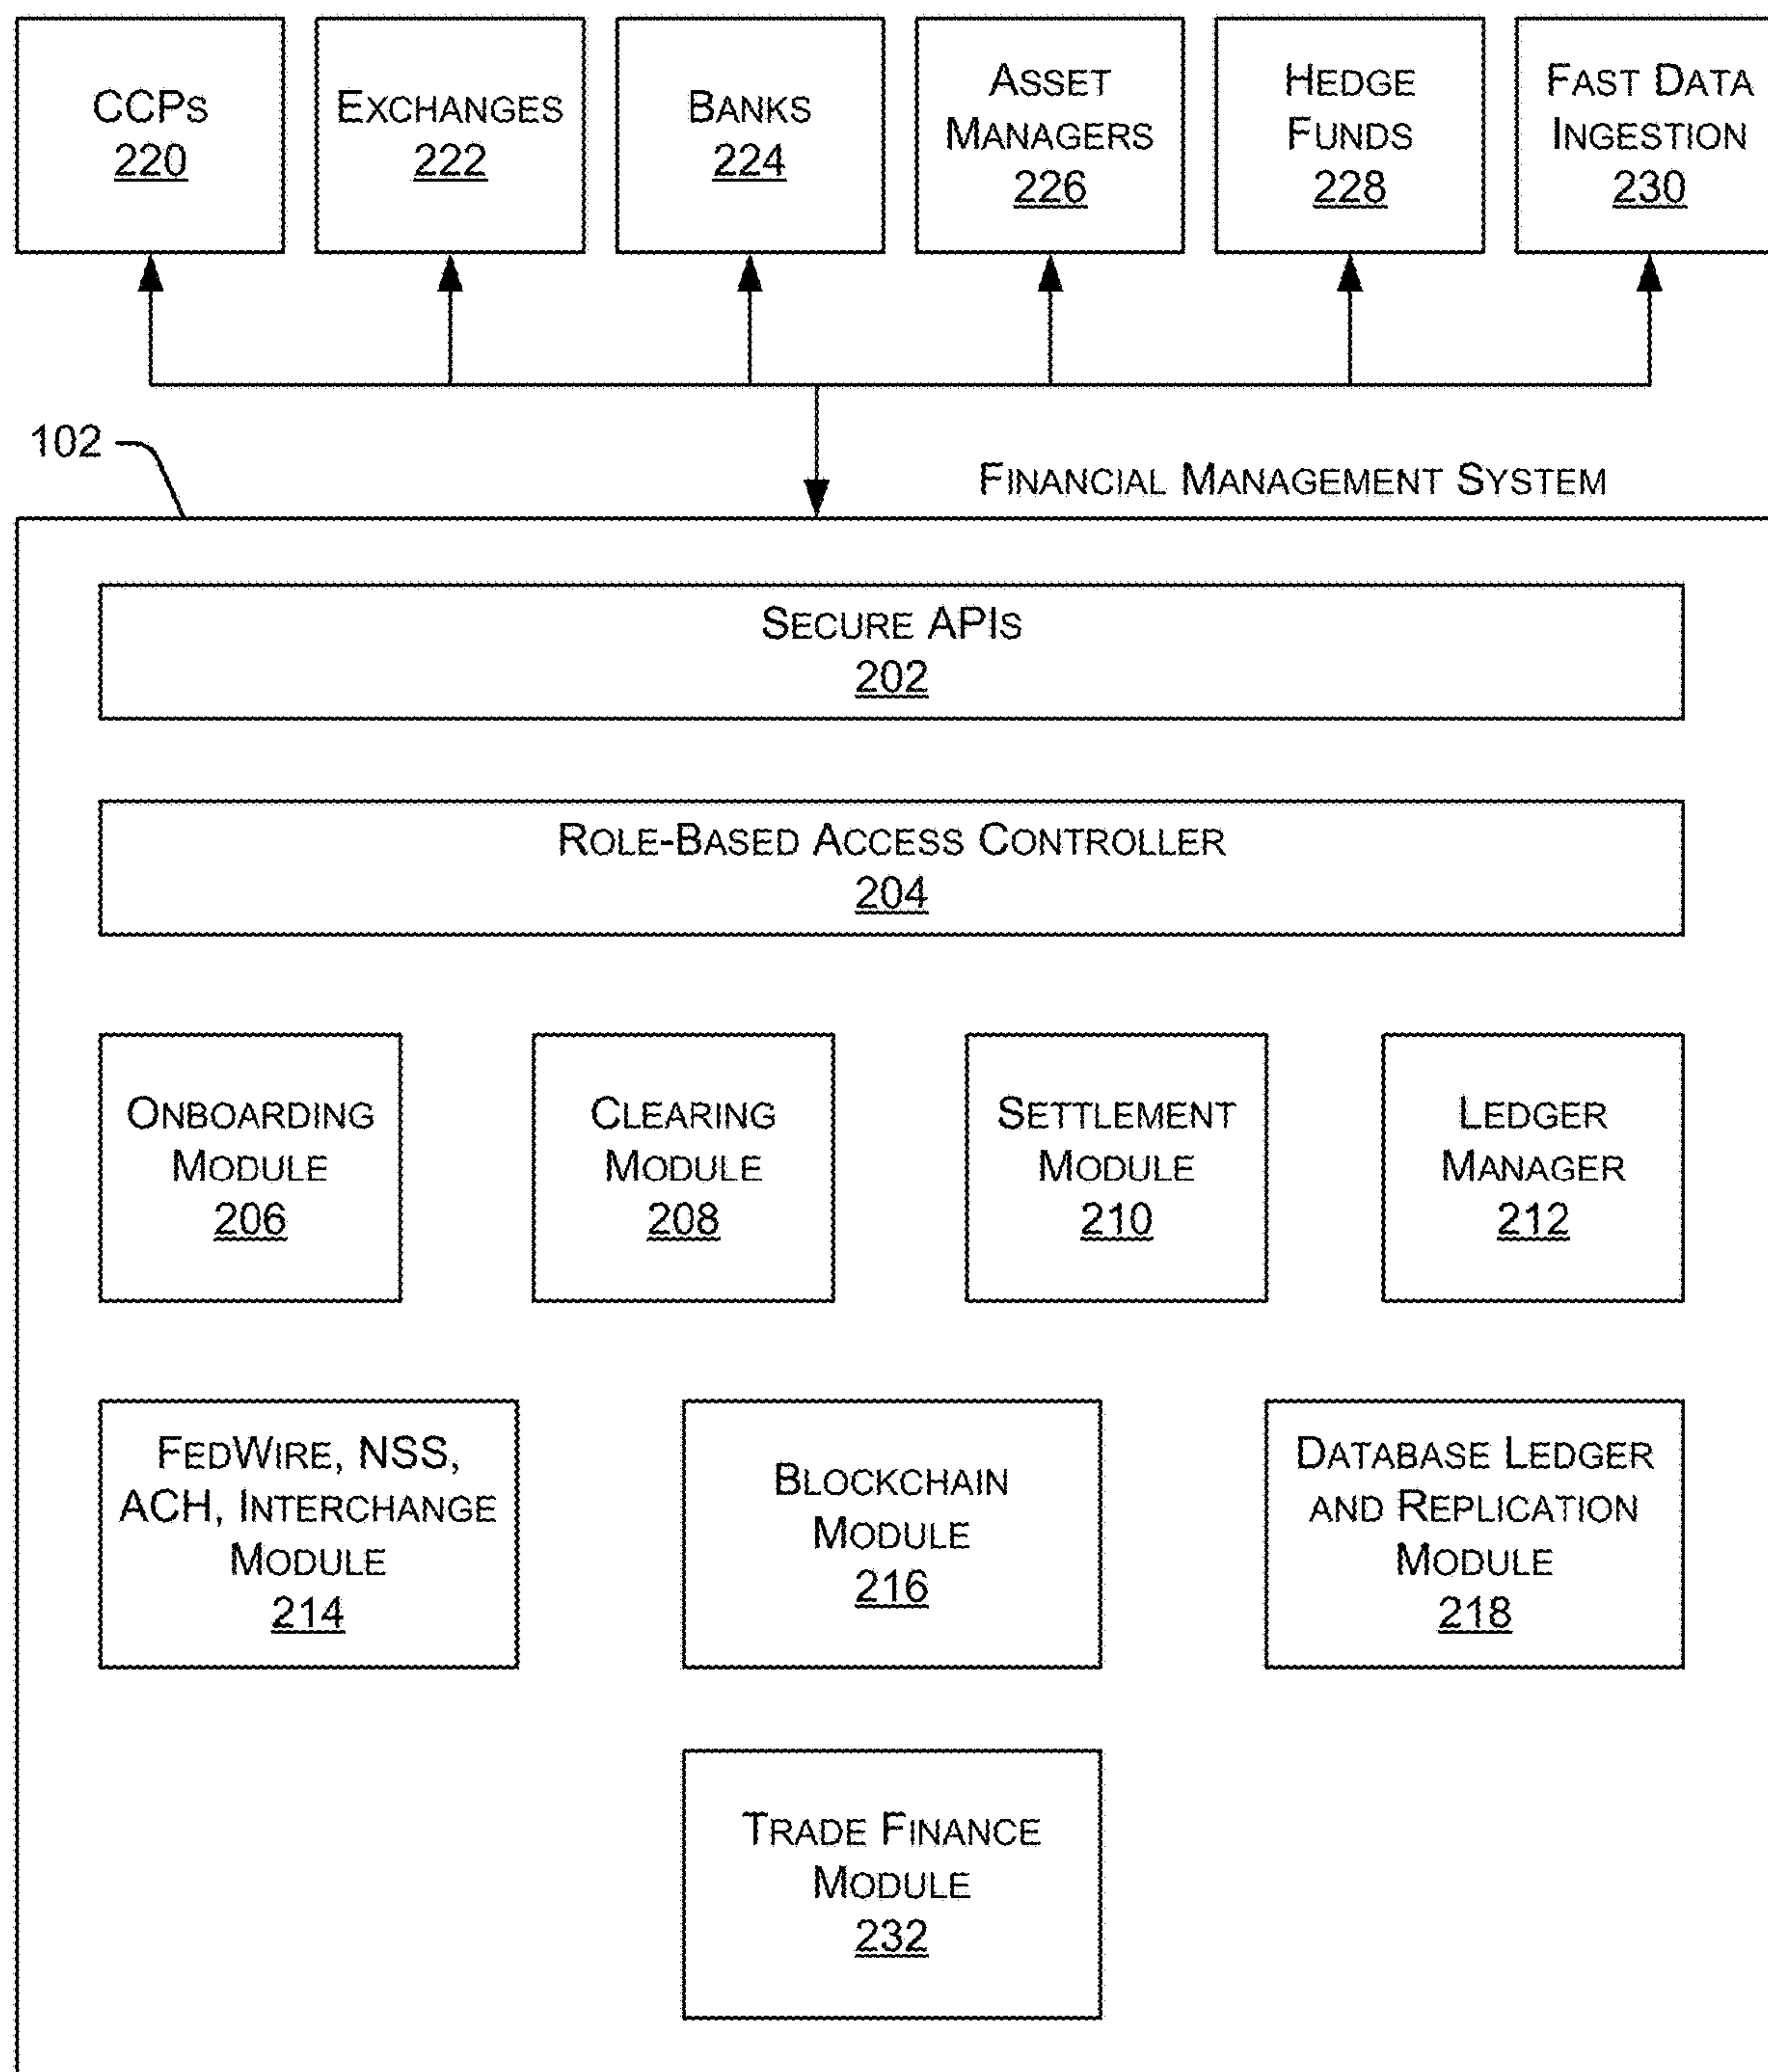 CCPs
220
Exchanges
222
Banks
224
Asset
Managers
226
Hedge
Funds
228
Fast Data
Ingestion
230
102
Financial Management System
Secure APIs
202
Role-Based Access Controller
204
Onboarding
Module
206
Clearing
Module
208
Settlement
Module
210
Ledger
Manager
212
FedWire, NSS,
ACH, Interchange
Module
214
Blockchain
Module
216
Database Ledger
and Replication
Module
218
Trade Finance
Module
232